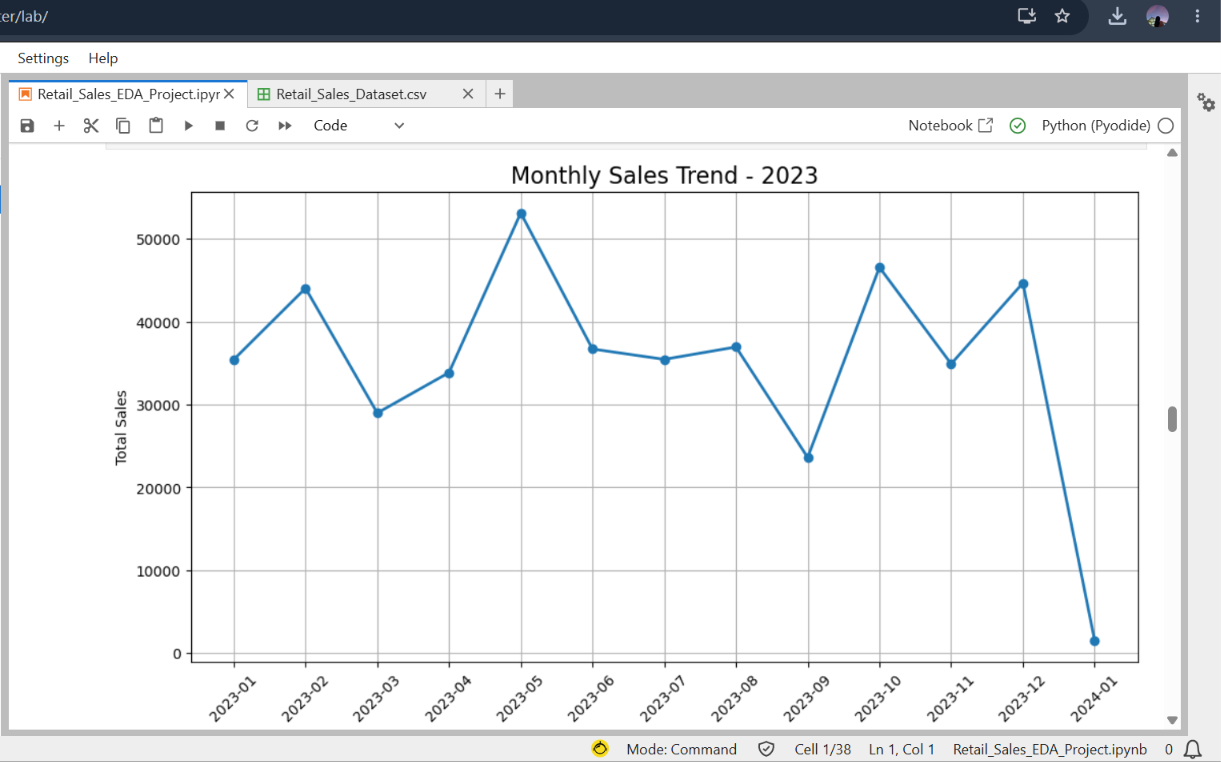 ter/lab/
Settings Help
Retail_Sales_EDA_Project.ipyr Retail_Sales_Dataset.csv
Code Notebook Python (Pyodide)
Monthly Sales Trend - 2023
Total Sales
50000
40000
30000
20000
10000
0
2023-01 2023-02 2023-03 2023-04 2023-05 2023-06 2023-07 2023-08 2023-09 2023-10 2023-11 2023-12 2024-01
Mode: Command Cell 1/38 Ln 1, Col 1 Retail_Sales_EDA_Project.ipynb 0